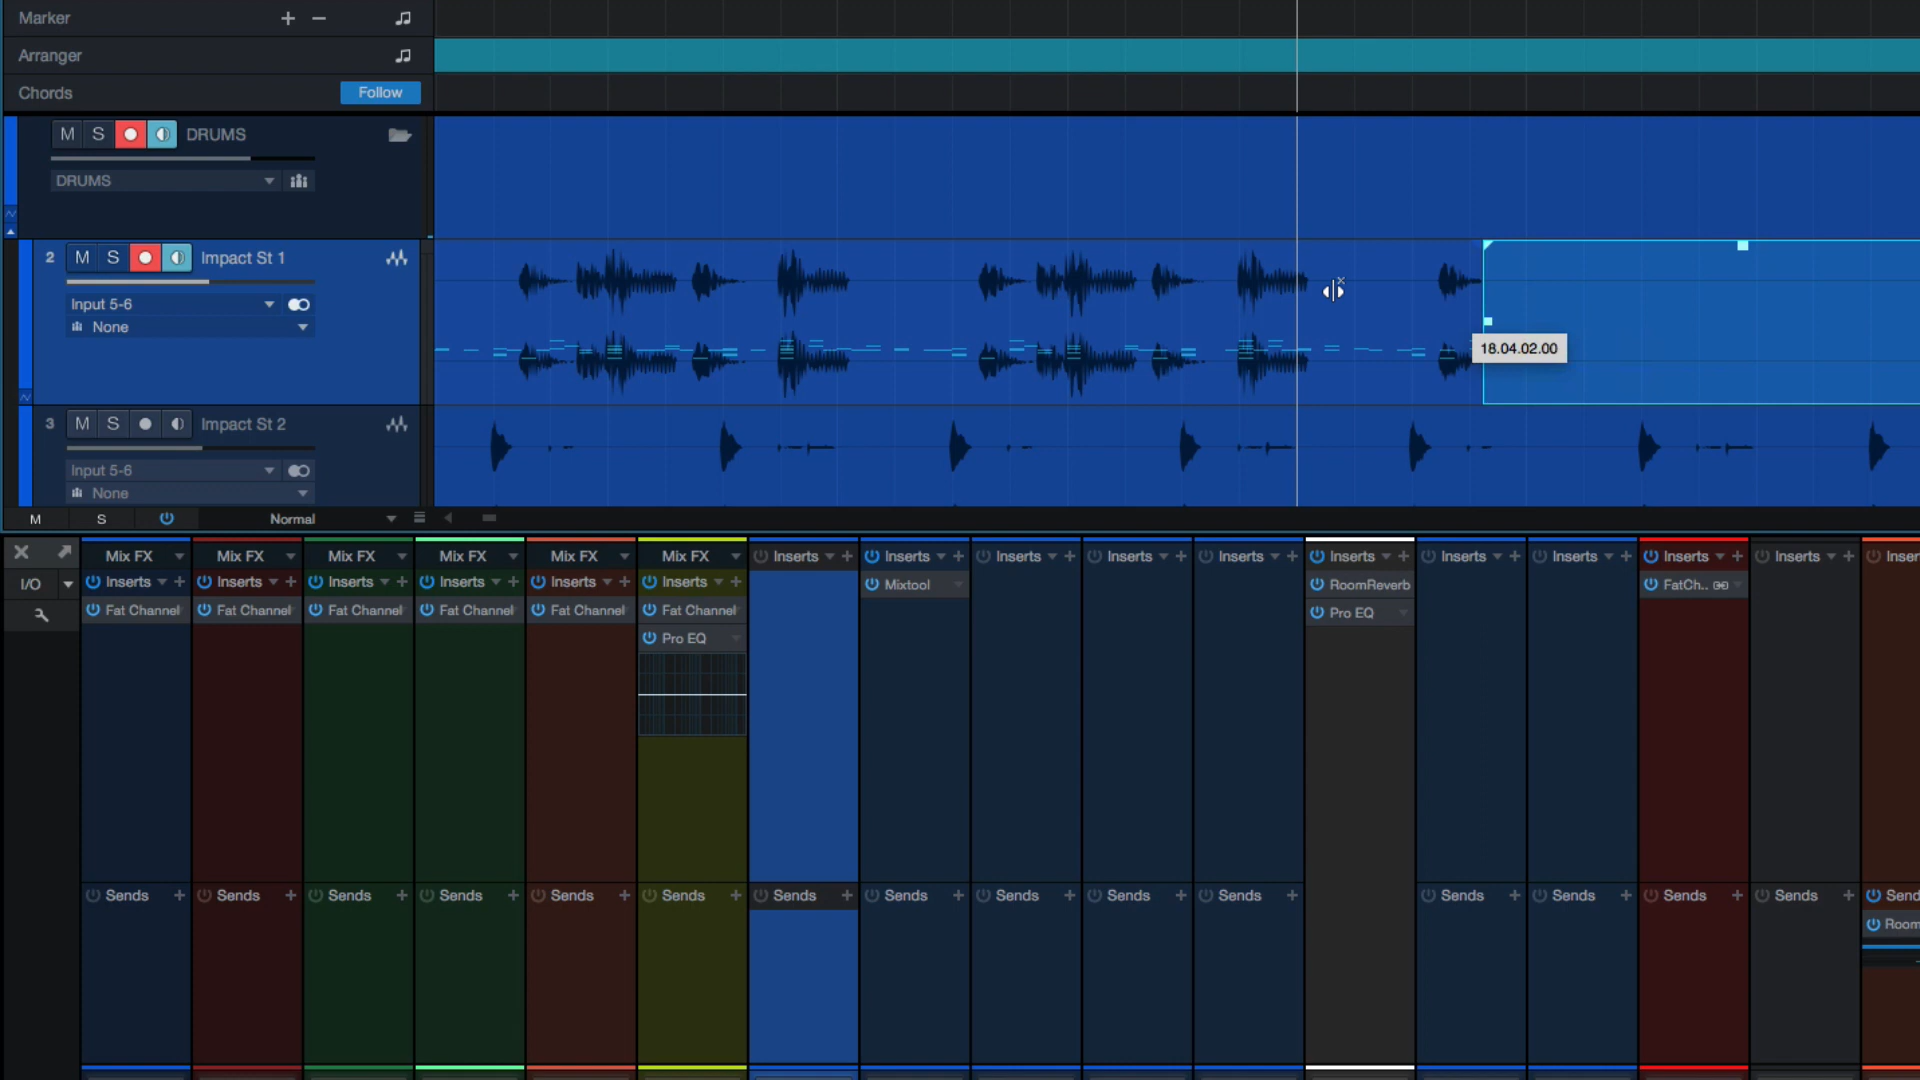 Marker
Arranger
Chords Follow
M S DRUMS
DRUMS
2 M S Impact St 1
Input 5-6
None
18.04.02.00
3 M S Impact St 2
Input 5-6
None
M S Normal
Mix FX Mix FX Mix FX Mix FX Mix FX Mix FX Inserts Inserts Inserts Inserts Inserts Inserts Inserts Inserts Inserts Inserts Inser
I/O Inserts Inserts Inserts Inserts Inserts Inserts Mixtool RoomReverb FatCh..
Fat Channel Fat Channel Fat Channel Fat Channel Fat Channel Fat Channel Pro EQ
Pro EQ
Sends Sends Sends Sends Sends Sends Sends Sends Sends Sends Sends Sends Sends Sends Sends Send
Room